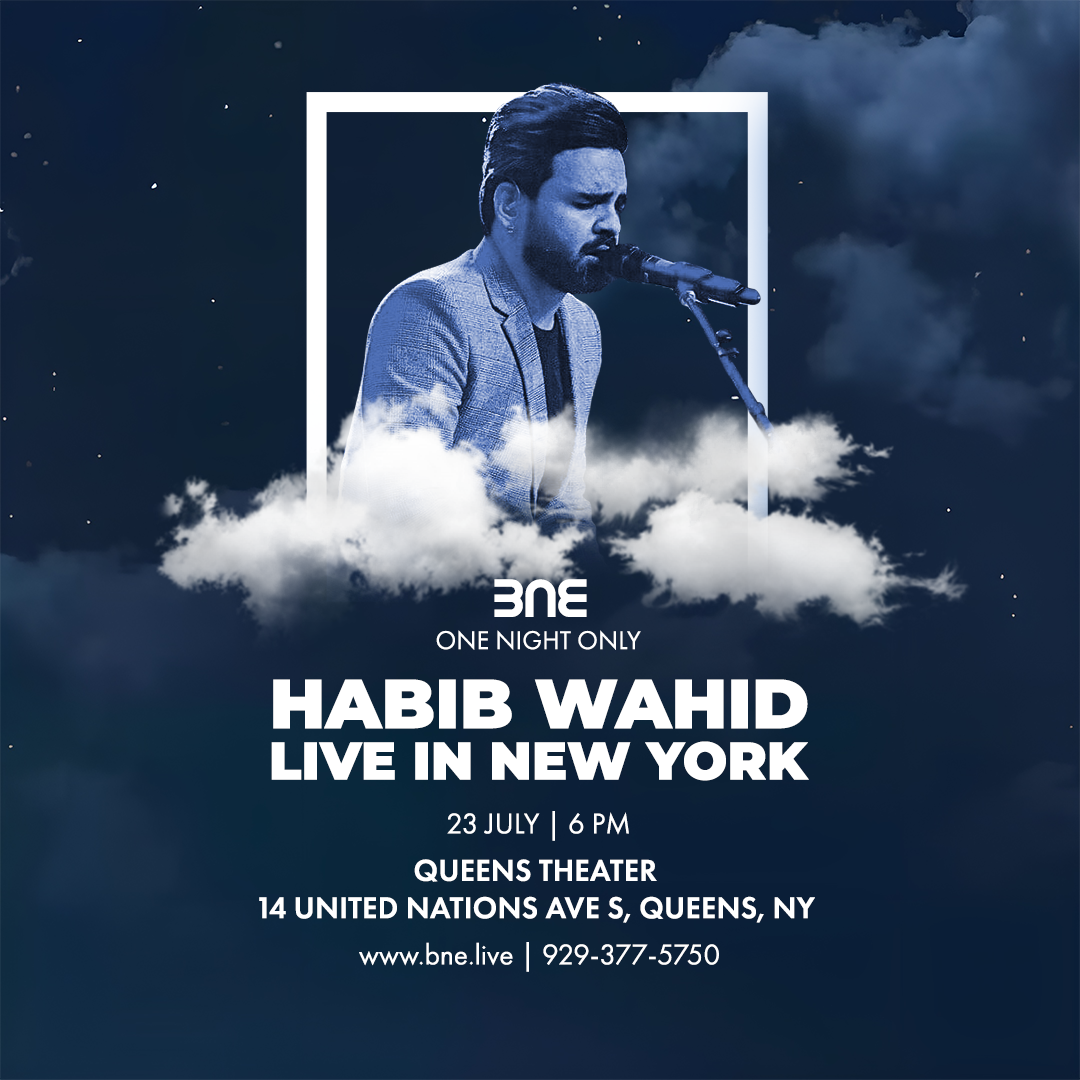 BNE
ONE NIGHT ONLY
HABIB WAHID
LIVE IN NEW YORK
23 JULY | 6 PM
QUEENS THEATER
14 UNITED NATIONS AVE S, QUEENS, NY
www.bne.live | 929-377-5750